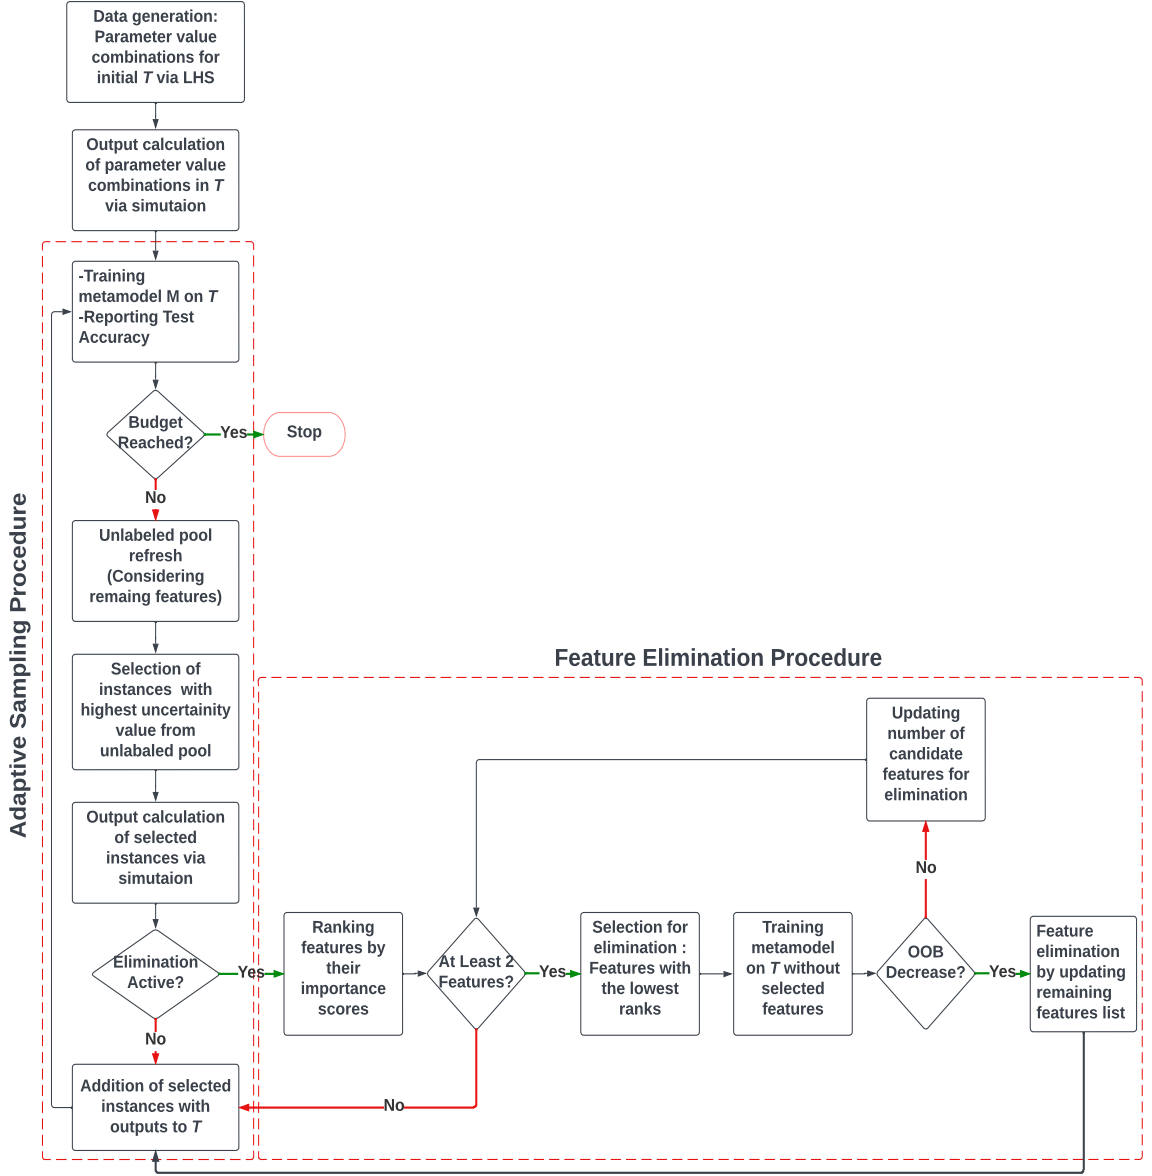 Data generation:
Parameter value
combinations for
initial T via LHS
Output calculation
of parameter value
combinations in T
via simutaion
Adaptive Sampling Procedure
-Training
metamodel M on T
-Reporting Test
Accuracy
Budget
Reached?
Yes
Stop
No
Unlabeled pool
refresh
(Considering
remaing features)
Selection of
instances with
highest uncertainity
value from
unlabaled pool
Output calculation
of selected
instances via
simutaion
Elimination
Active?
Yes
No
Addition of selected
instances with
outputs to T
Feature Elimination Procedure
Ranking
features by
their
importance
scores
At Least 2
Features?
Yes
No
Selection for
elimination :
Features with
the lowest
ranks
Training
metamodel
on T without
selected
features
OOB
Decrease?
No
Updating
number of
candidate
features for
elimination
Yes
Feature
elimination
by updating
remaining
features list